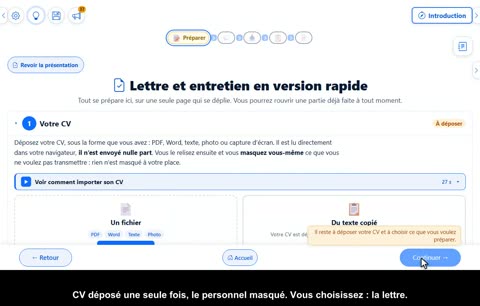 Introduction
Préparer
Revoir la présentation
Lettre et entretien en version rapide
Tout se prépare ici, sur une seule page qui se déplie. Vous pourrez rouvrir une partie déjà faite à tout moment.
1 Votre CV
À déposer
Déposez votre CV, sous la forme que vous avez : PDF, Word, texte, photo ou capture d'écran. Il est lu directement
dans votre navigateur, il n'est envoyé nulle part. Vous le relisez ensuite et vous masquez vous-même ce que vous
ne voulez pas transmettre : rien n'est masqué à votre place.
Voir comment importer son CV
27 s
Un fichier
PDF Word Texte Photo
Du texte copié
Votre CV est dé
Il reste à déposer votre CV et à choisir ce que vous voulez
préparer.
← Retour
Accueil
Continuer →
CV déposé une seule fois, le personnel masqué. Vous choisissez : la lettre.